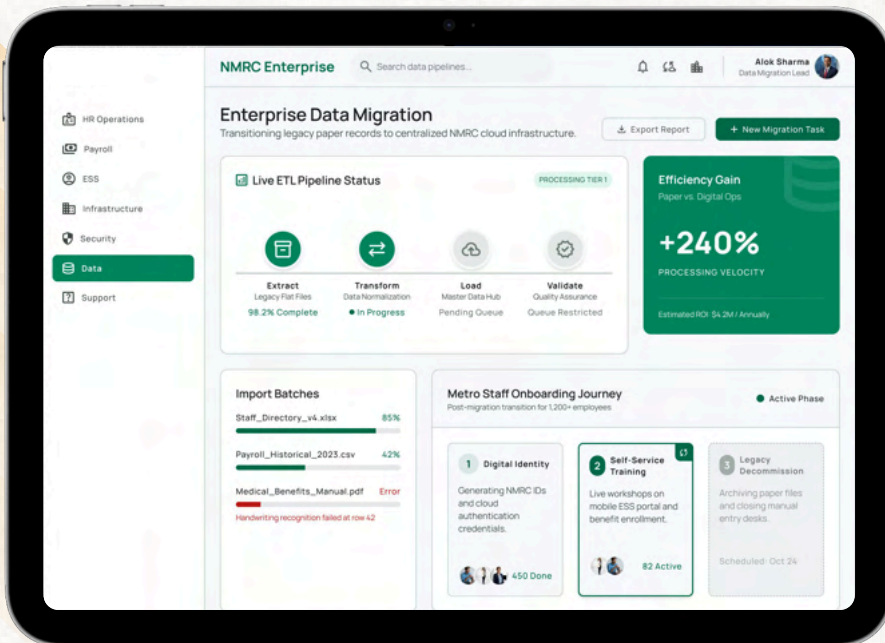 NMRC Enterprise
Search data pipelines...
Alok Sharma
Data Migration Lead
HR Operations
Payroll
ESS
Infrastructure
Security
Data
Support
Enterprise Data Migration
Transitioning legacy paper records to centralized NMRC cloud infrastructure.
Export Report
+ New Migration Task
Live ETL Pipeline Status
PROCESSING TIER 1
Extract
Legacy Flat Files
98.2% Complete
Transform
Data Normalization
In Progress
Load
Master Data Hub
Pending Queue
Validate
Quality Assurance
Queue Restricted
Efficiency Gain
Paper vs. Digital Ops
+240%
PROCESSING VELOCITY
Estimated ROI: $4.2M / Annually
Import Batches
Staff_Directory_v4.xlsx 85%
Payroll_Historical_2023.csv 42%
Medical_Benefits_Manual.pdf Error
Handwriting recognition failed at row 42
Metro Staff Onboarding Journey
Post-migration transition for 1,200+ employees
Active Phase
1 Digital Identity
Generating NMRC IDs
and cloud
authentication
credentials.
450 Done
2 Self-Service
Training
Live workshops on
mobile ESS portal and
benefit enrollment.
82 Active
3 Legacy
Decommission
Archiving paper files
and closing manual
entry desks.
Scheduled: Oct 24